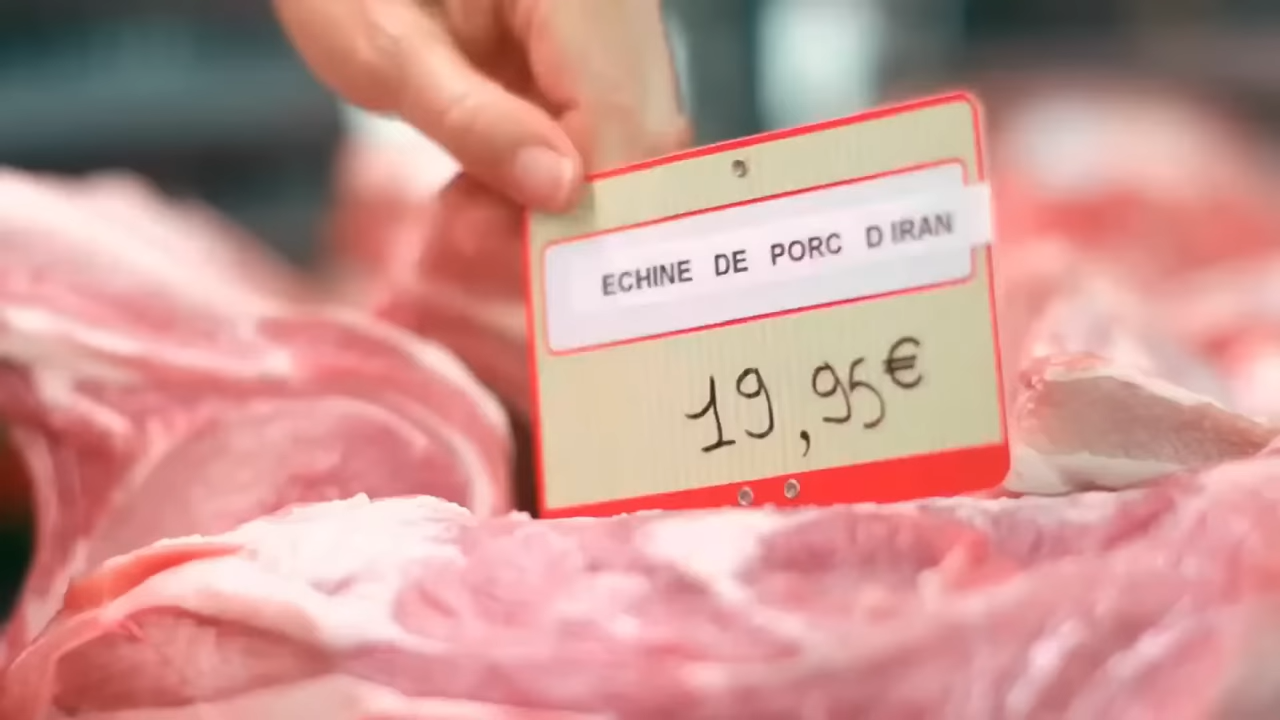 ECHINE DE PORC D IRAN
19,95€